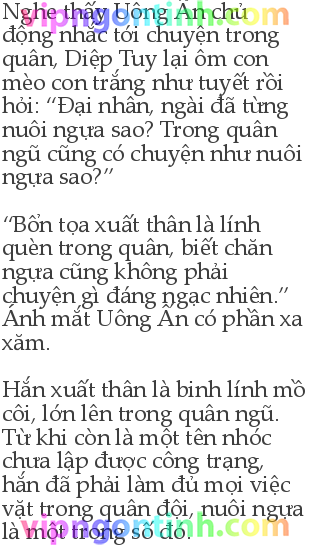 Nghe thấy Uông Ấn chủ
động nhắc tới chuyện trong
quân, Diệp Tuy lại ôm con
mèo con trắng như tuyết rồi
hỏi: “Đại nhân, ngài đã từng
nuôi ngựa sao? Trong quân
ngũ cũng có chuyện như nuôi
ngựa sao?”
“Bổn tọa xuất thân là lính
quèn trong quân, biết chăn
ngựa cũng không phải
chuyện gì đáng ngạc nhiên.”
Ánh mắt Uông Ấn có phần xa
xăm.
Hắn xuất thân là binh lính mồ
côi, lớn lên trong quân ngũ.
Từ khi còn là một tên nhóc
chưa lập được công trạng,
hắn đã phải làm đủ mọi việc
vặt trong quân đội, nuôi ngựa
là một trong số đó.
vipngontinh.com
vipngontinh.com
vipngontinh.com